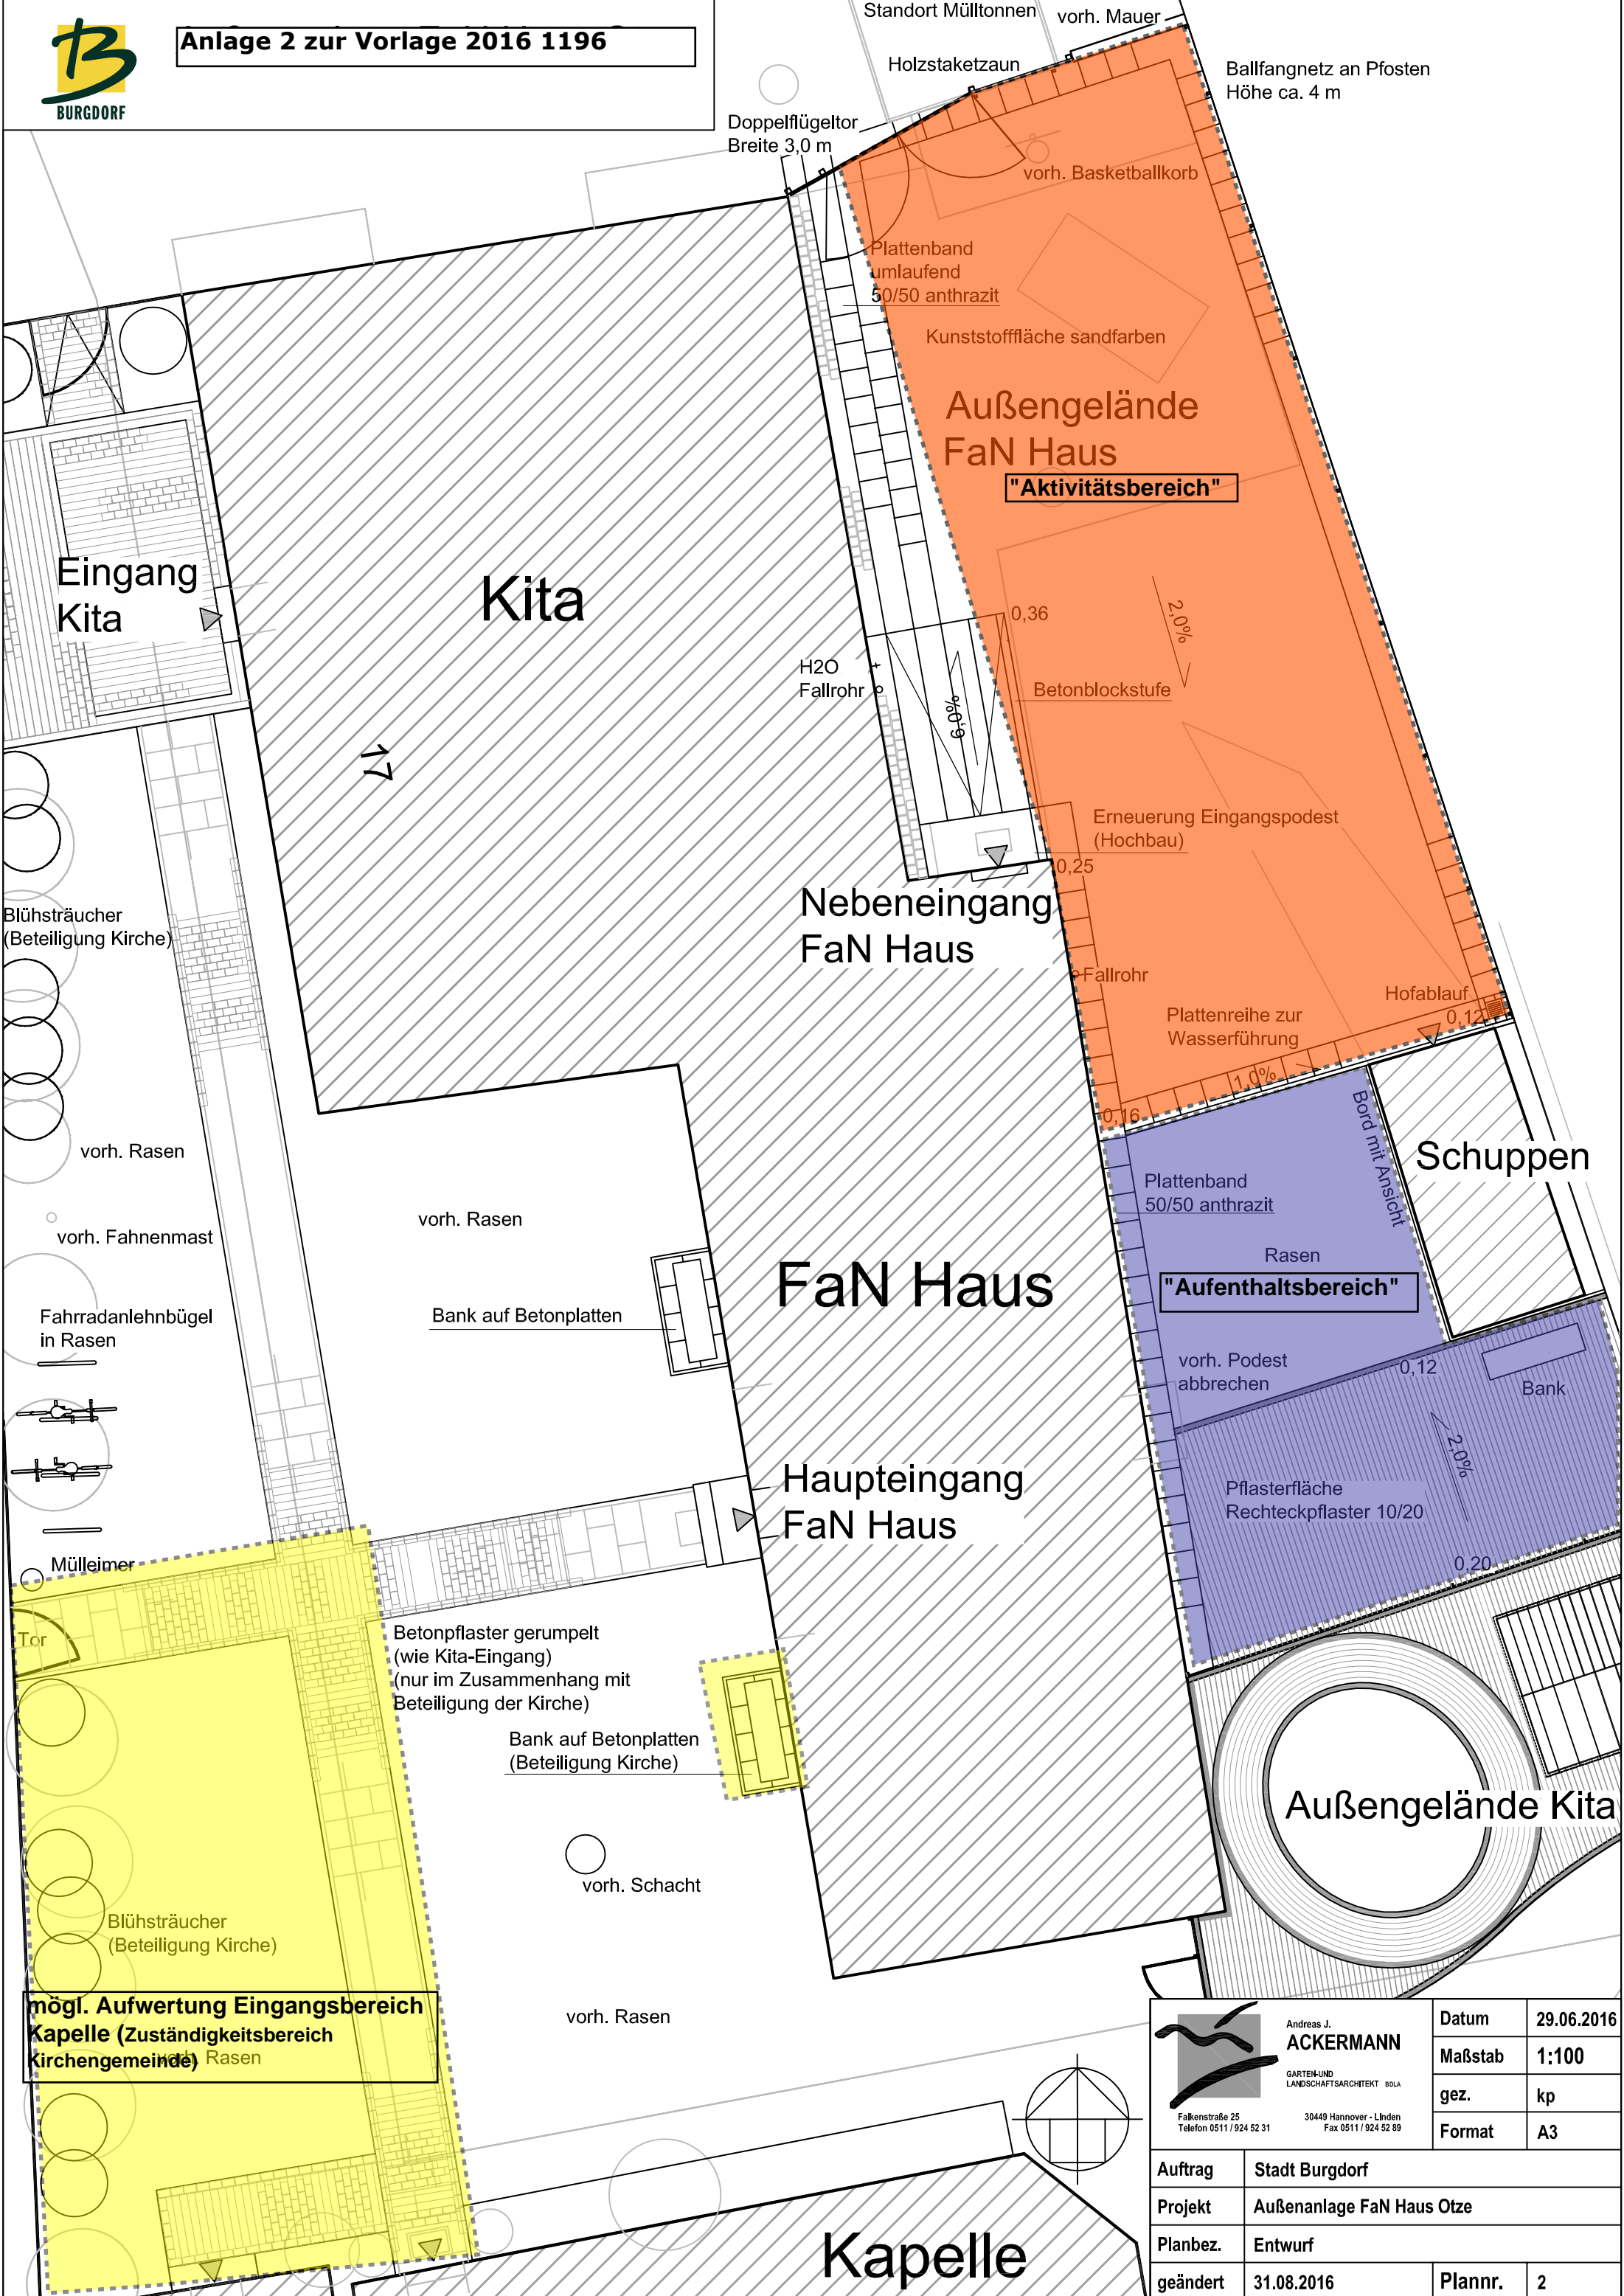 BURGDORF
Anlage 2 zur Vorlage 2016 1196
Standort Mülltonnen
vorh. Mauer
Holzstaketzaun
Ballfangnetz an Pfosten
Höhe ca. 4 m
Doppelflügeltor
Breite 3,0 m
vorh. Basketballkorb
Plattenband
umlaufend
50/50 anthrazit
Kunststofffläche sandfarben
Außengelände
FaN Haus
"Aktivitätsbereich"
Eingang
Kita
Kita
17
0,36
2,0%
H2O
Fallrohr
6,0%
Betonblockstufe
Erneuerung Eingangspodest
(Hochbau)
0,25
Nebeneingang
FaN Haus
Blühsträucher
(Beteiligung Kirche)
Fallrohr
Hofablauf
0,12
Plattenreihe zur
Wasserführung
1,0%
0,16
Bord mit Ansicht
Schuppen
vorh. Rasen
vorh. Fahnenmast
vorh. Rasen
Plattenband
50/50 anthrazit
Rasen
"Aufenthaltsbereich"
FaN Haus
Fahrradanlehnbügel
in Rasen
Bank auf Betonplatten
vorh. Podest
abbrechen
0,12
Bank
2,0%
Haupteingang
FaN Haus
Pflasterfläche
Rechteckpflaster 10/20
0,20
Mülleimer
Tor
Betonpflaster gerumpelt
(wie Kita-Eingang)
(nur im Zusammenhang mit
Beteiligung der Kirche)
Bank auf Betonplatten
(Beteiligung Kirche)
Außengelände Kita
vorh. Schacht
Blühsträucher
(Beteiligung Kirche)
mögl. Aufwertung Eingangsbereich
Kapelle (Zuständigkeitsbereich
Kirchengemeinde)
vorh. Rasen
vorh. Rasen
Kapelle
Andreas J.
ACKERMANN
GARTEN-UND
LANDSCHAFTSARCHITEKT BDLA
Falkenstraße 25
Telefon 0511 / 924 52 31
30449 Hannover - Linden
Fax 0511 / 924 52 89
Datum 29.06.2016
Maßstab 1:100
gez. kp
Format A3
Auftrag Stadt Burgdorf
Projekt Außenanlage FaN Haus Otze
Planbez. Entwurf
geändert 31.08.2016 Plannr. 2